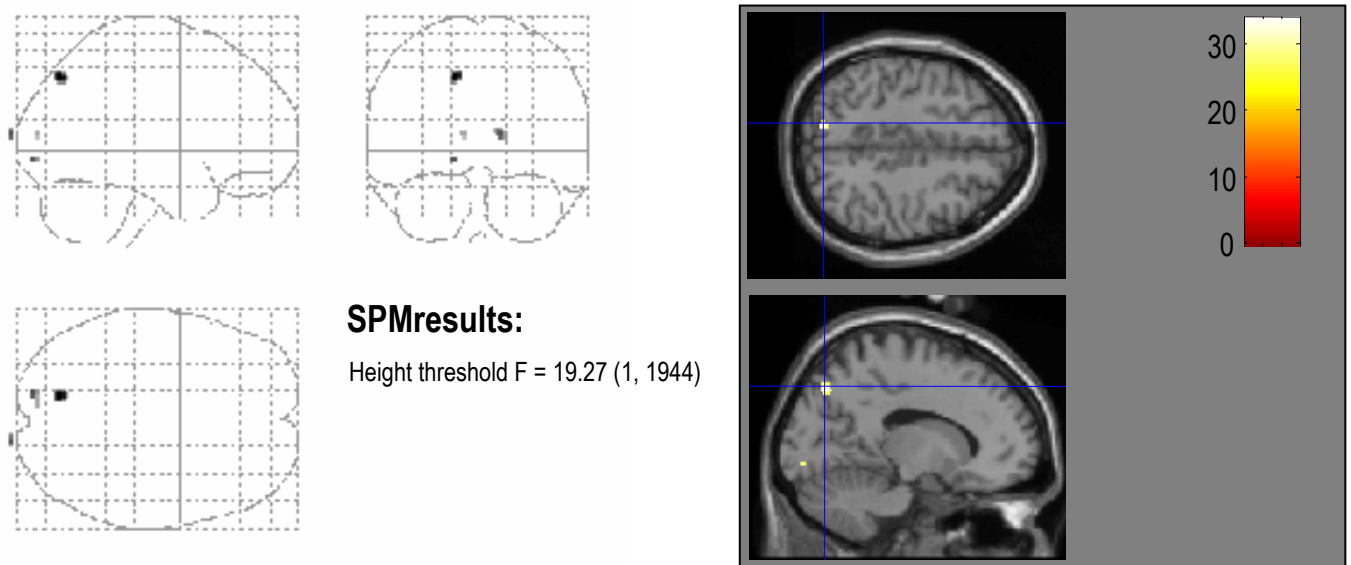 SPMresults:
Height threshold F = 19.27 (1, 1944)
30
20
10
0